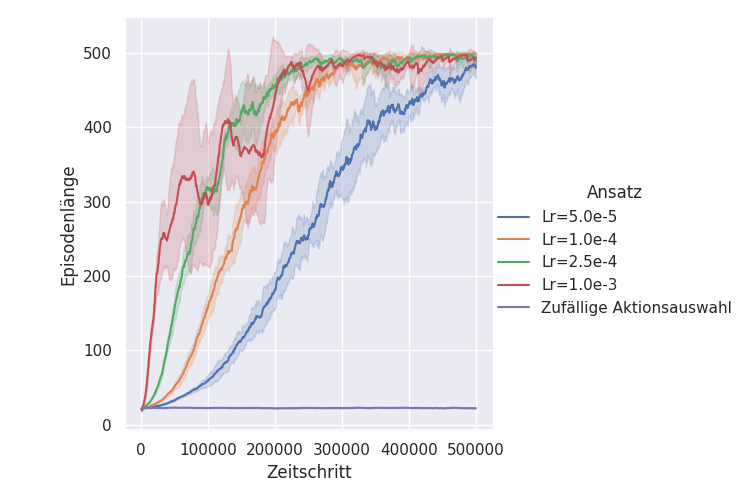 500
400
300
200
100
0
Episodenlänge
0
100000
200000
300000
400000
500000
Zeitschritt
Ansatz
Lr=5.0e-5
Lr=1.0e-4
Lr=2.5e-4
Lr=1.0e-3
Zufällige Aktionsauswahl